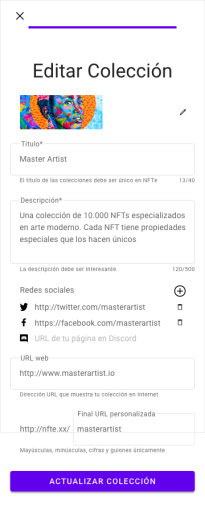 Editar Colección
Título*
Master Artist
El título de las colecciones debe ser único en NFTe
13/40
Descripción*
Una colección de 10.000 NFTs especializados
en arte moderno. Cada NFT tiene propiedades
especiales que los hacen únicos
La descripción debe ser interesante.
120/500
Redes sociales
http://twitter.com/masterartist
https://facebook.com/masterartist
URL de tu página en Discord
URL web
http://www.masterartist.io
Dirección URL que muestra tu colección en Internet
Final URL personalizada
http://nfte.xx/ masterartist
Mayúsculas, minúsculas, cifras y guiones únicamente
ACTUALIZAR COLECCIÓN